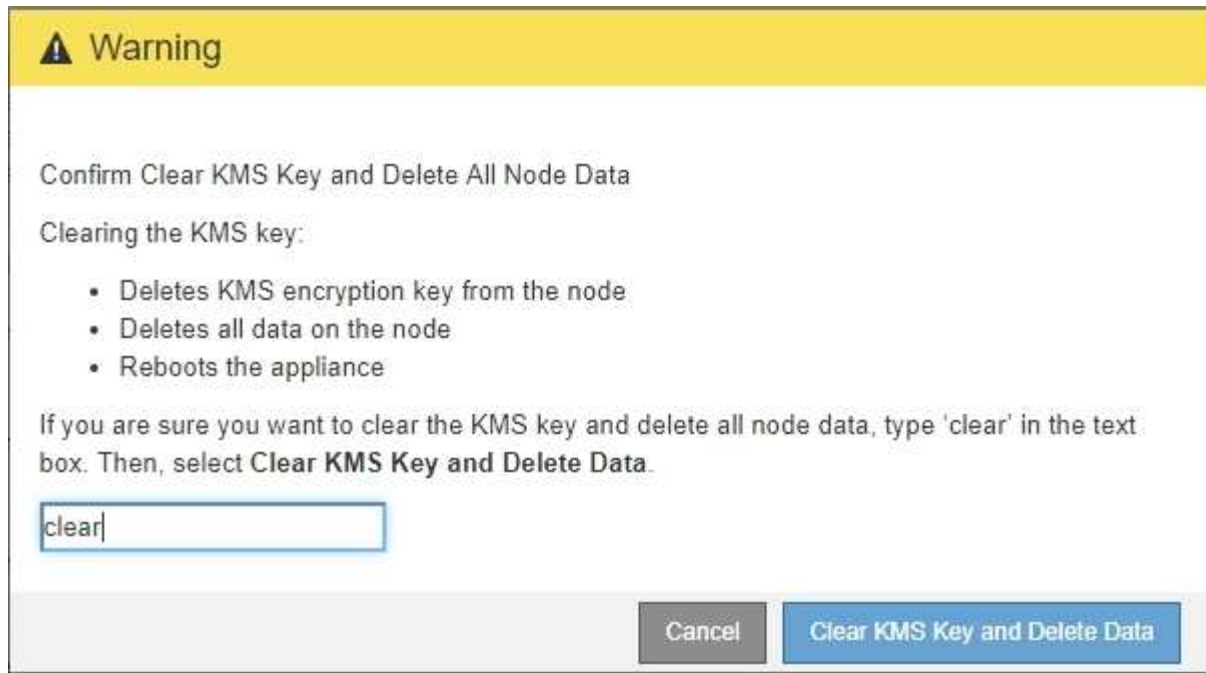 Warning
Confirm Clear KMS Key and Delete All Node Data
Clearing the KMS key:
• Deletes KMS encryption key from the node
• Deletes all data on the node
• Reboots the appliance
If you are sure you want to clear the KMS key and delete all node data, type ‘clear’ in the text
box. Then, select Clear KMS Key and Delete Data.
clear
Cancel Clear KMS Key and Delete Data